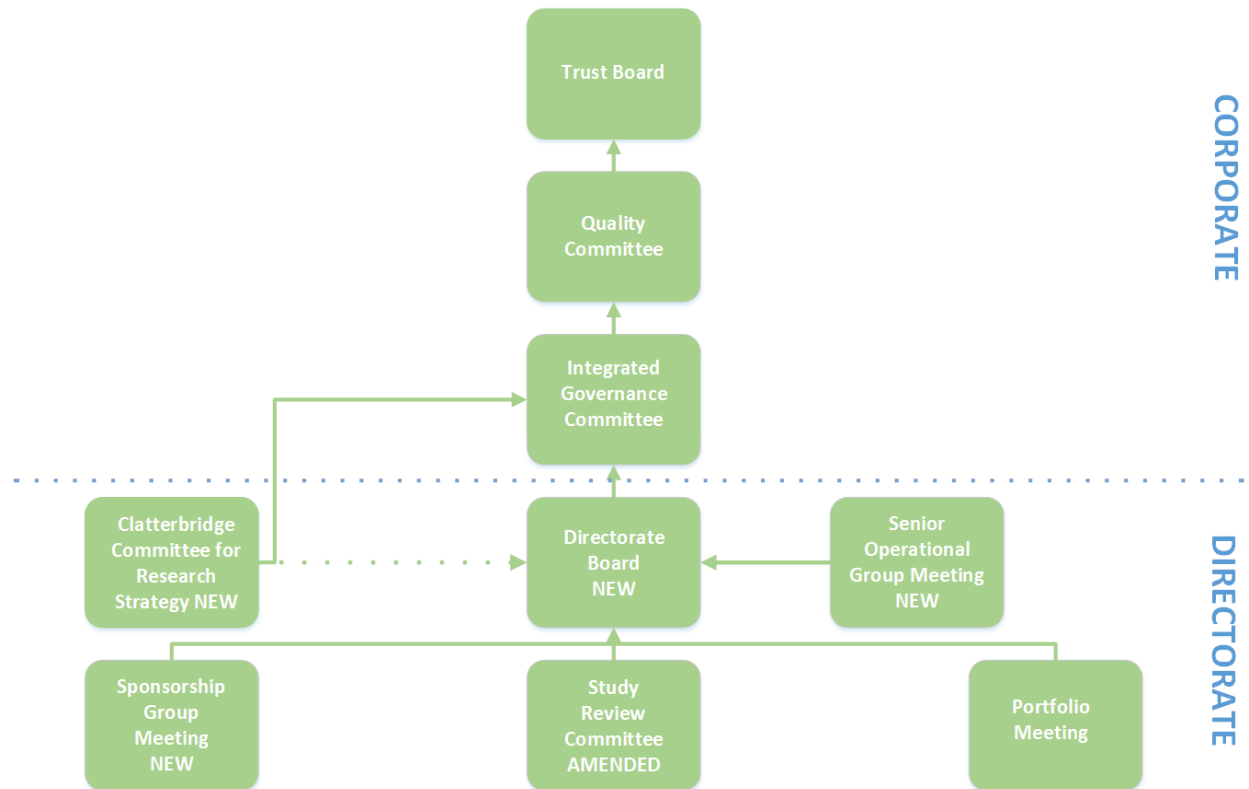 Trust Board
CORPORATE
Quality
Committee
Integrated
Governance
Committee
Clatterbridge
Committee for
Research
Strategy NEW
Directorate
Board
NEW
Senior
Operational
Group Meeting
NEW
DIRECTORATE
Sponsorship
Group
Meeting
NEW
Study
Review
Committee
AMENDED
Portfolio
Meeting